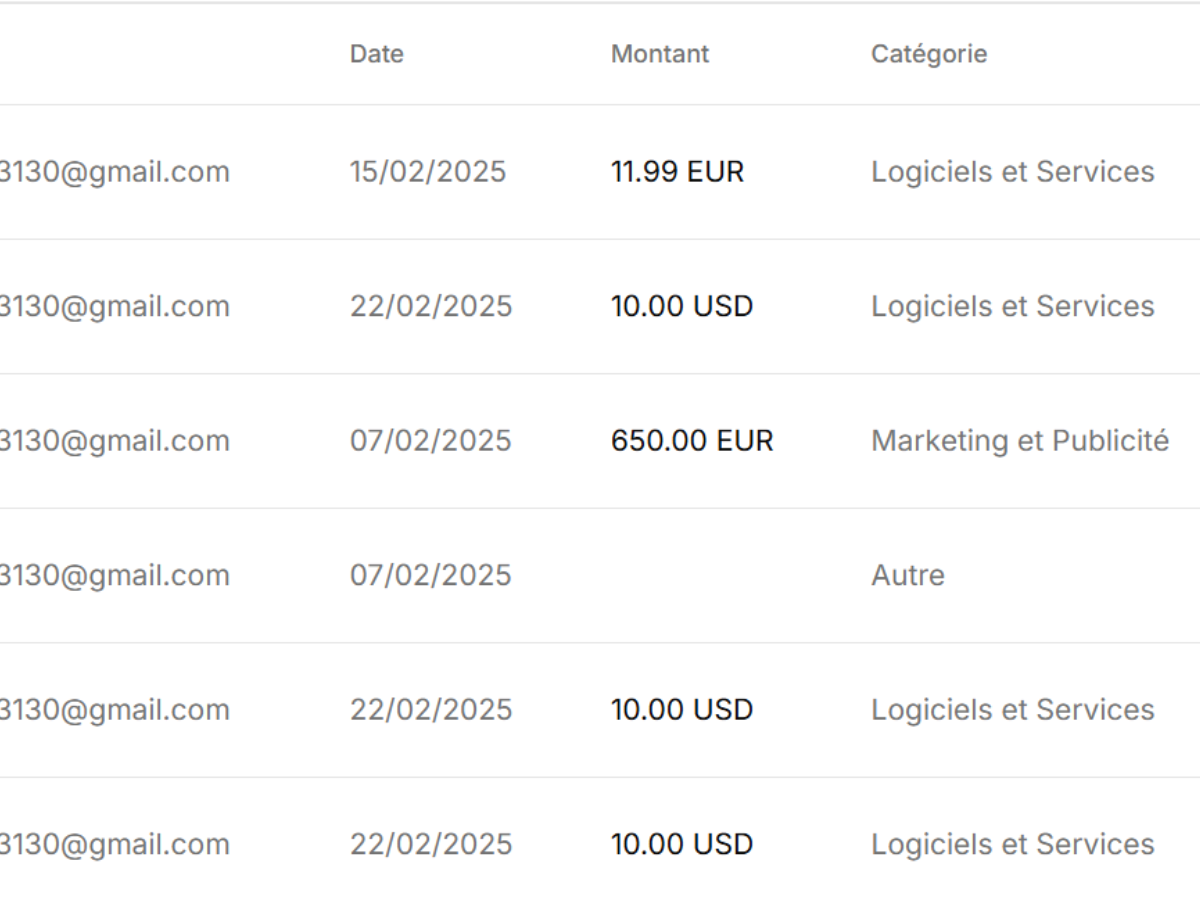 Date Montant Catégorie
3130@gmail.com 15/02/2025 11.99 EUR Logiciels et Services
3130@gmail.com 22/02/2025 10.00 USD Logiciels et Services
3130@gmail.com 07/02/2025 650.00 EUR Marketing et Publicité
3130@gmail.com 07/02/2025 Autre
3130@gmail.com 22/02/2025 10.00 USD Logiciels et Services
3130@gmail.com 22/02/2025 10.00 USD Logiciels et Services